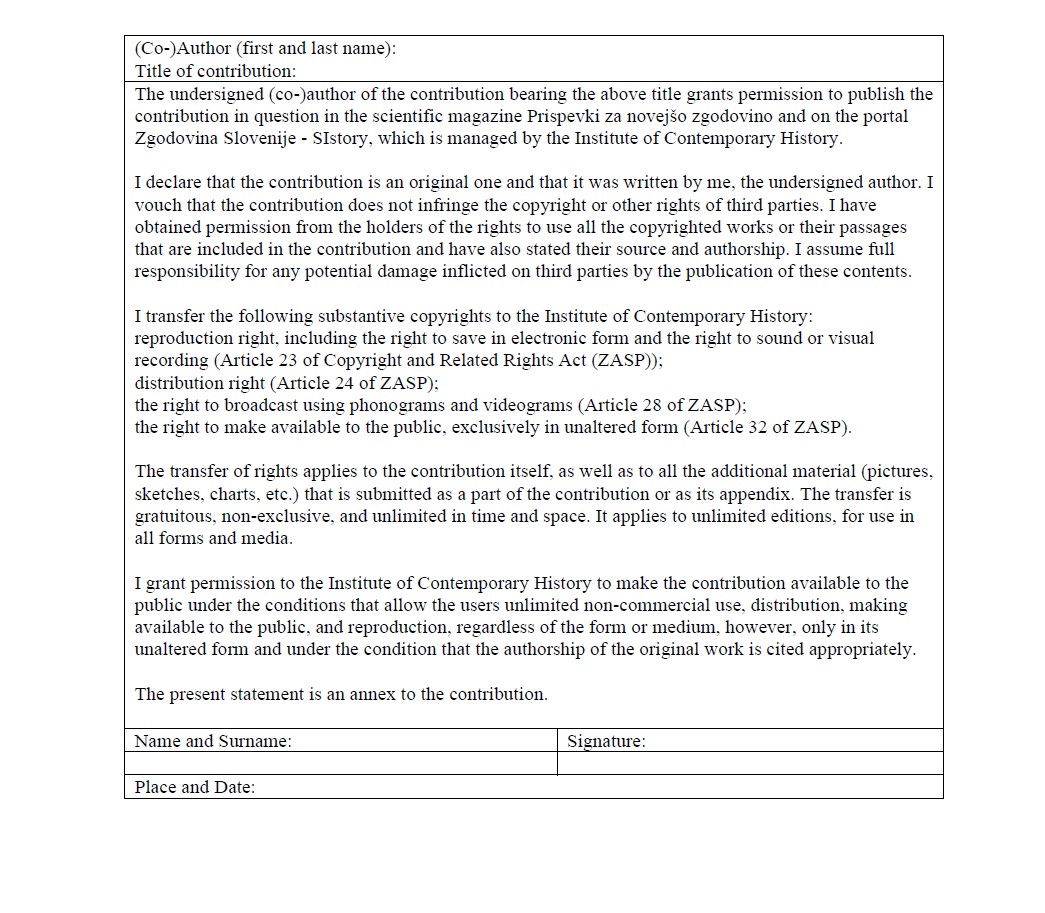 (Co-)Author (first and last name):
Title of contribution:
The undersigned (co-)author of the contribution bearing the above title grants permission to publish the
contribution in question in the scientific magazine Prispevki za novejšo zgodovino and on the portal
Zgodovina Slovenije - SIstory, which is managed by the Institute of Contemporary History.
I declare that the contribution is an original one and that it was written by me, the undersigned author. I
vouch that the contribution does not infringe the copyright or other rights of third parties. I have
obtained permission from the holders of the rights to use all the copyrighted works or their passages
that are included in the contribution and have also stated their source and authorship. I assume full
responsibility for any potential damage inflicted on third parties by the publication of these contents.
I transfer the following substantive copyrights to the Institute of Contemporary History:
reproduction right, including the right to save in electronic form and the right to sound or visual
recording (Article 23 of Copyright and Related Rights Act (ZASP));
distribution right (Article 24 of ZASP);
the right to broadcast using phonograms and videograms (Article 28 of ZASP);
the right to make available to the public, exclusively in unaltered form (Article 32 of ZASP).
The transfer of rights applies to the contribution itself, as well as to all the additional material (pictures,
sketches, charts, etc.) that is submitted as a part of the contribution or as its appendix. The transfer is
gratuitous, non-exclusive, and unlimited in time and space. It applies to unlimited editions, for use in
all forms and media.
I grant permission to the Institute of Contemporary History to make the contribution available to the
public under the conditions that allow the users unlimited non-commercial use, distribution, making
available to the public, and reproduction, regardless of the form or medium, however, only in its
unaltered form and under the condition that the authorship of the original work is cited appropriately.
The present statement is an annex to the contribution.
Name and Surname:
Signature:
Place and Date: